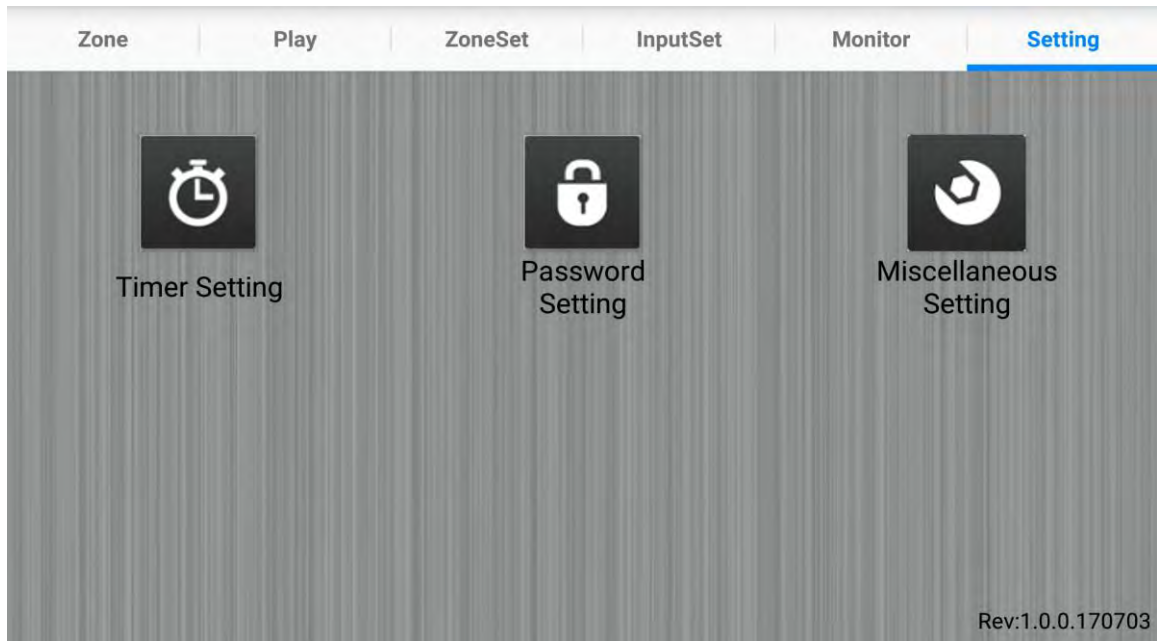 Zone Play ZoneSet InputSet Monitor Setting
Timer Setting
Password
Setting
Miscellaneous
Setting
Rev:1.0.0.170703